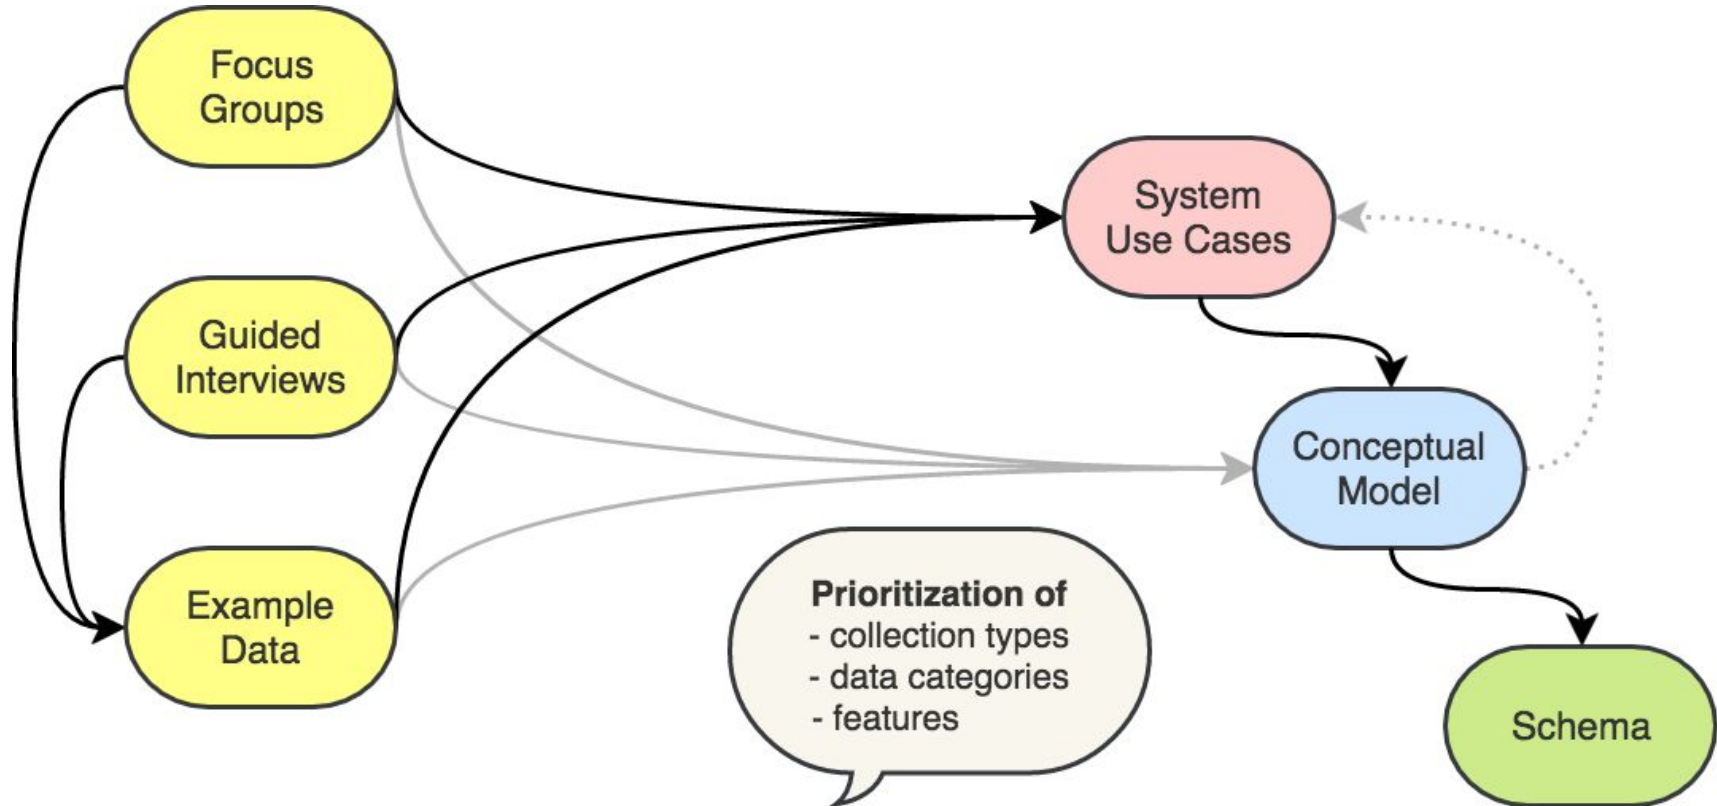 Focus
Groups
Guided
Interviews
Example
Data
System
Use Cases
Conceptual
Model
Schema
Prioritization of
- collection types
- data categories
- features